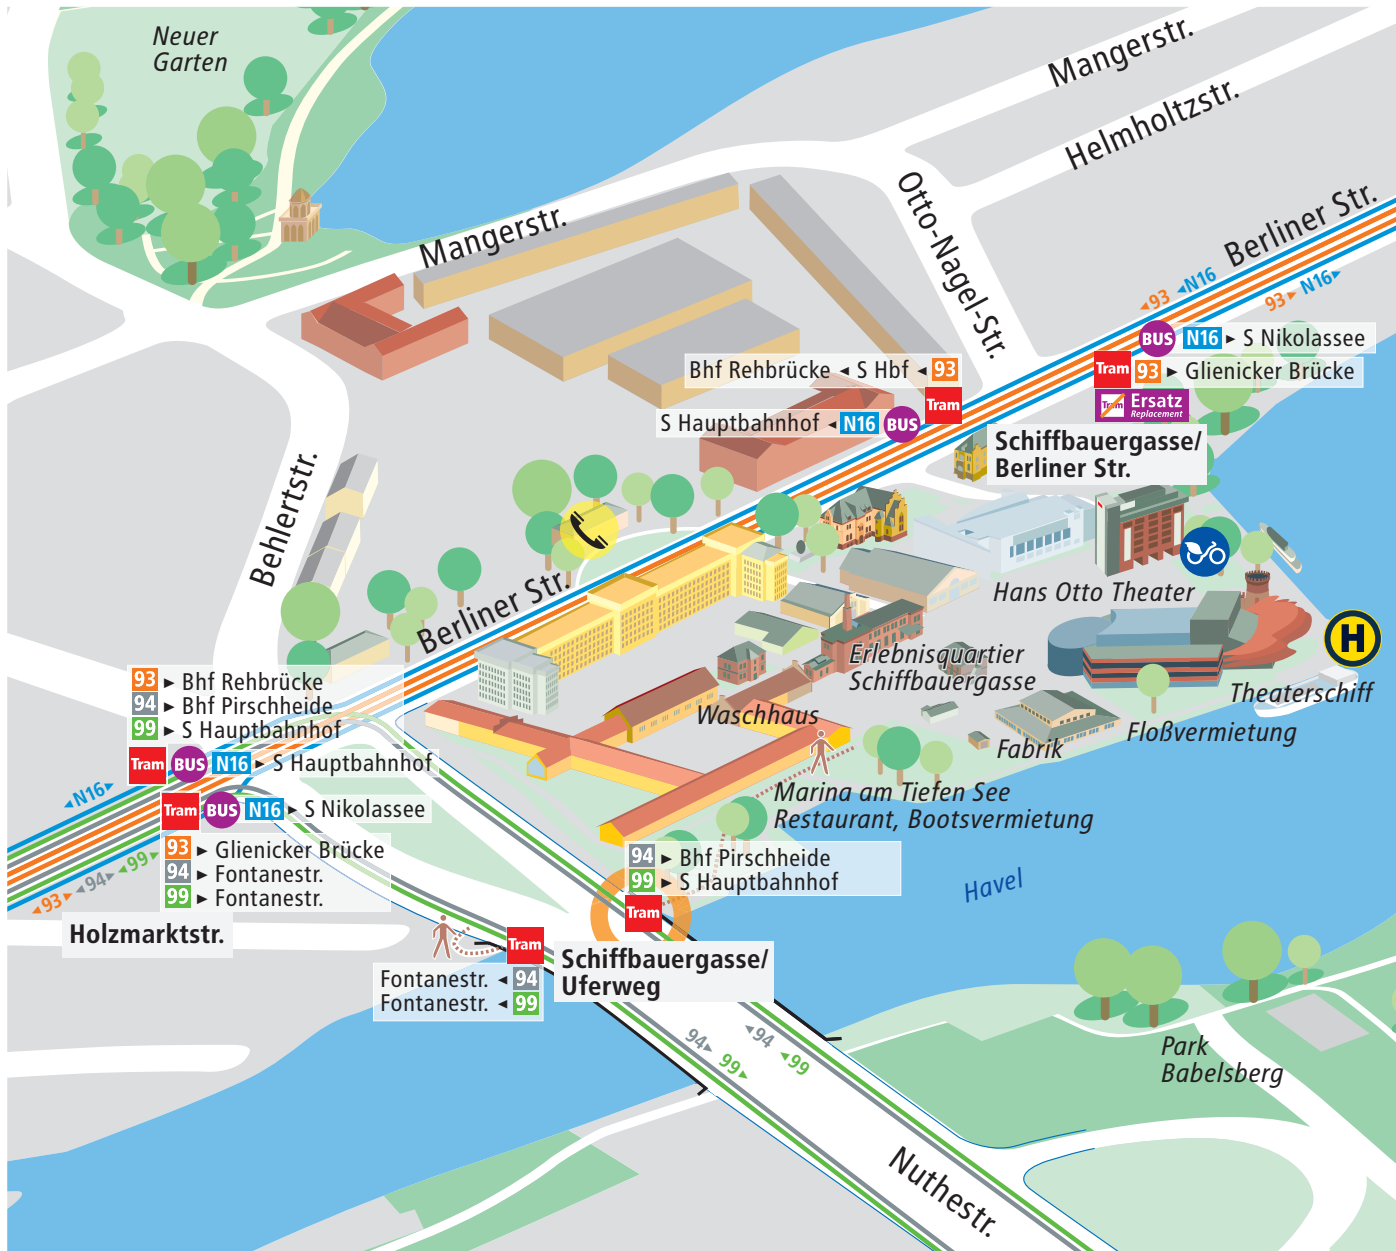 Neuer
Garten
Mangerstr.
Helmholtzstr.
Mangerstr.
Otto-Nagel-Str.
Berliner Str.
◄93 ◄N16
93► N16►
BUS N16 ► S Nikolassee
Tram 93 ► Glienicker Brücke
Tram Ersatz
Replacement
Bhf Rehbrücke ◄ S Hbf ◄ 93
Tram
S Hauptbahnhof ◄ N16 BUS
Schiffbauergasse/
Berliner Str.
Behlertstr.
Berliner Str.
Hans Otto Theater
H
Erlebnisquartier
Schiffbauergasse
Theaterschiff
Waschhaus
Floßvermietung
Fabrik
93 ► Bhf Rehbrücke
94 ► Bhf Pirschheide
99 ► S Hauptbahnhof
Tram BUS N16 ► S Hauptbahnhof
◄N16►
Tram BUS N16 ► S Nikolassee
93 ► Glienicker Brücke
94 ► Fontanestr.
99 ► Fontanestr.
◄93► ◄94► ◄99►
Holzmarktstr.
Marina am Tiefen See
Restaurant, Bootsvermietung
94 ► Bhf Pirschheide
99 ► S Hauptbahnhof
Tram
Havel
Tram
Schiffbauergasse/
Uferweg
Fontanestr. ◄ 94
Fontanestr. ◄ 99
94► 99►
◄94 ◄99
Park
Babelsberg
Nuthestr.